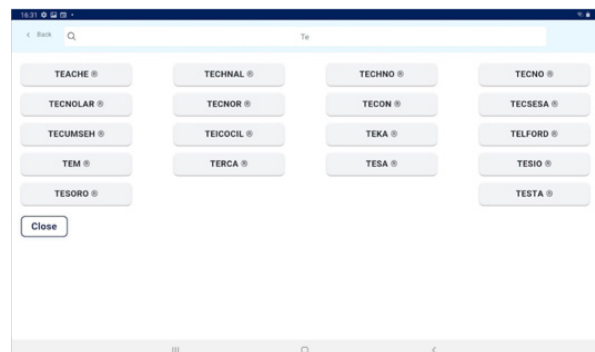 16:31
Back
Te
TEACHE ® TECHNAL ® TECHNO ® TECNO ®
TECNOLAR ® TECNOR ® TECON ® TECSESA ®
TECUMSEH ® TEICOCIL ® TEKA ® TELFORD ®
TEM ® TERCA ® TESA ® TESIO ®
TESORO ® TESTA ®
Close